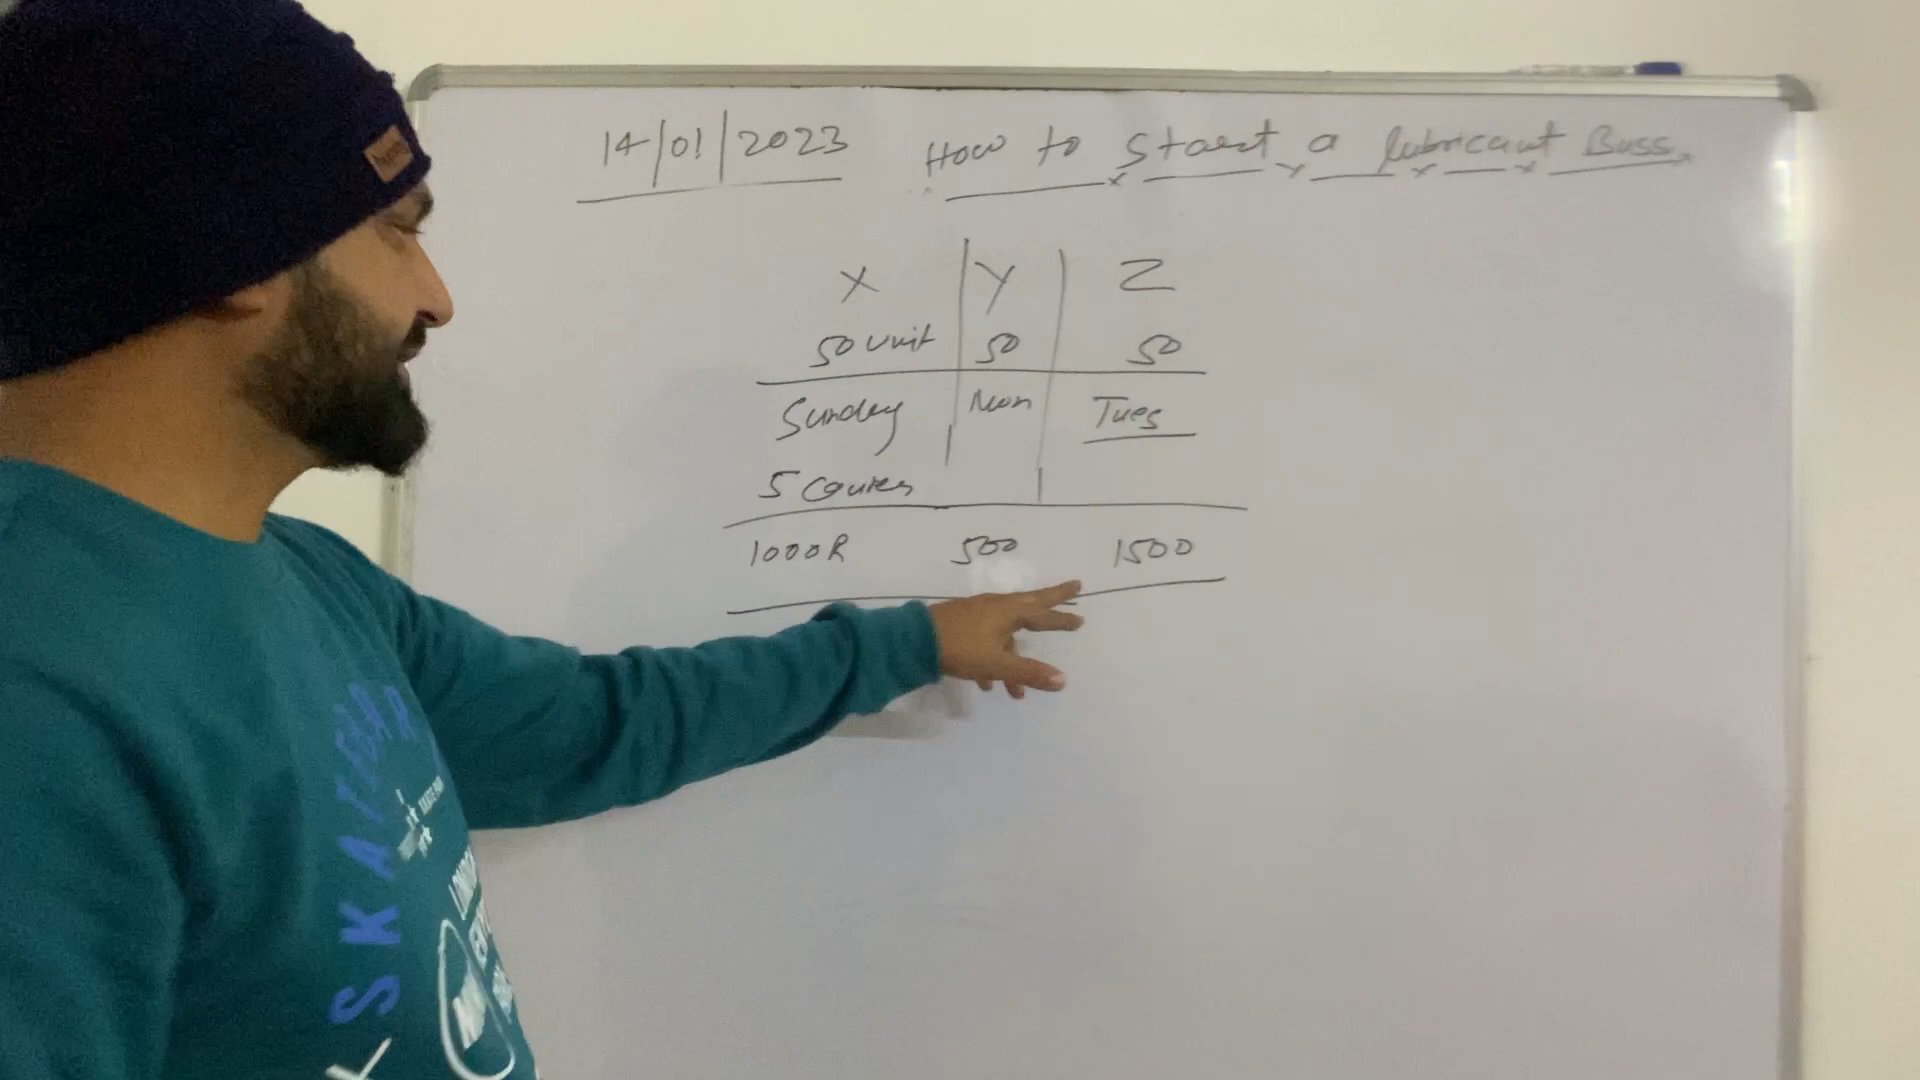 14/01/2023 How to Start a lubricant Buss
X Y Z
50 unit 50 50
Sunday Mon Tues
5
1000R 500 1500
SKATE